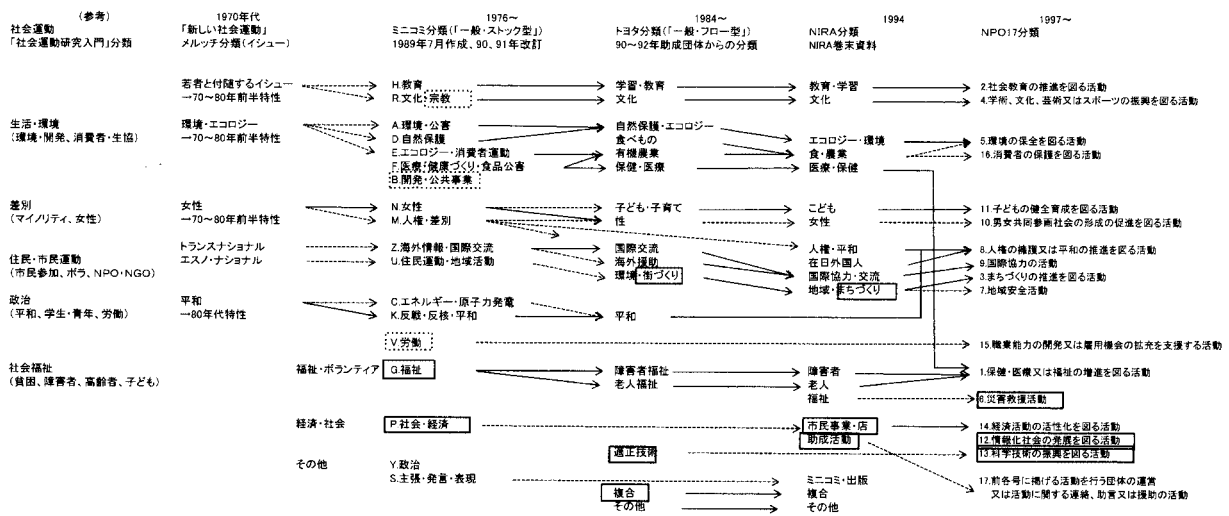 (参考) 1970年代 1976～ 1984～ 1994 1997～
社会運動 「新しい社会運動」 ミニコミ分類(「一般・ストック型」) トヨタ分類(「一般・フロー型」) NIRA分類 NPO17分類
「社会運動研究入門」分類 メルッチ分類(イシュー) 1989年7月作成、90、91年改訂 90～92年助成団体からの分類 NIRA巻末資料
若者と付随するイシュー H.教育 学習・教育 教育・学習 2.社会教育の推進を図る活動
→70～80年前半特性 R.文化・宗教 文化 文化 4.学術、文化、芸術又はスポーツの振興を図る活動
生活・環境 環境・エコロジー A.環境・公害 自然保護・エコロジー
(環境・開発、消費者・生協) →70～80年前半特性 D.自然保護 食べもの エコロジー・環境 5.環境の保全を図る活動
E.エコロジー・消費者運動 有機農業 食・農業 16.消費者の保護を図る活動
F.医療・健康づくり・食品公害 保健・医療 医療・保健
B.開発・公共事業
差別 女性 N.女性 子ども・子育て こども 11.子どもの健全育成を図る活動
(マイノリティ、女性) →70～80年前半特性 M.人権・差別 性 女性 10.男女共同参画社会の形成の促進を図る活動
トランスナショナル Z.海外情報・国際交流 国際交流 人権・平和 8.人権の維護又は平和の推進を図る活動
住民・市民運動 エスノ・ナショナル U.住民運動・地域活動 海外援助 在日外国人 9.国際協力の活動
(市民参加、ボラ、NPO・NGO) 環境・街づくり 国際協力・交流 3.まちづくりの推進を図る活動
政治 平和 C.エネルギー・原子力発電 地域・まちづくり 7.地域安全活動
(平和、学生・青年、労働) →80年代特性 K.反戦・反核・平和 平和
V.労働 15.職業能力の開発又は雇用機会の拡充を支援する活動
社会福祉 福祉・ボランティア G.福祉 障害者福祉 障害者 1.保健・医療又は福祉の増進を図る活動
(貧困、障害者、高齢者、子ども) 老人福祉 老人
福祉 6.災害救援活動
経済・社会 P.社会・経済 市民事業・店 14.経済活動の活性化を図る活動
助成活動 12.情報化社会の発展を図る活動
適正技術 13.科学技術の振興を図る活動
その他 Y.政治
S.主張・発言・表現 ミニコミ・出版 17.前各号に掲げる活動を行う団体の運営
複合 複合 又は活動に関する連絡、助言又は援助の活動
その他 その他